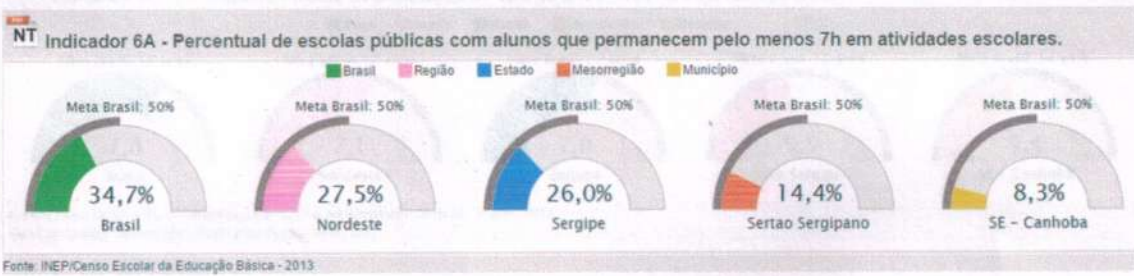 NT Indicador 6A - Percentual de escolas públicas com alunos que permanecem pelo menos 7h em atividades escolares.
Brasil Região Estado Mesorregião Município
Meta Brasil: 50% Meta Brasil: 50% Meta Brasil: 50% Meta Brasil: 50% Meta Brasil: 50%
34,7% 27,5% 26,0% 14,4% 8,3%
Brasil Nordeste Sergipe Sertao Sergipano SE - Canhoba
Fonte: INEP/Censo Escolar da Educação Básica - 2013